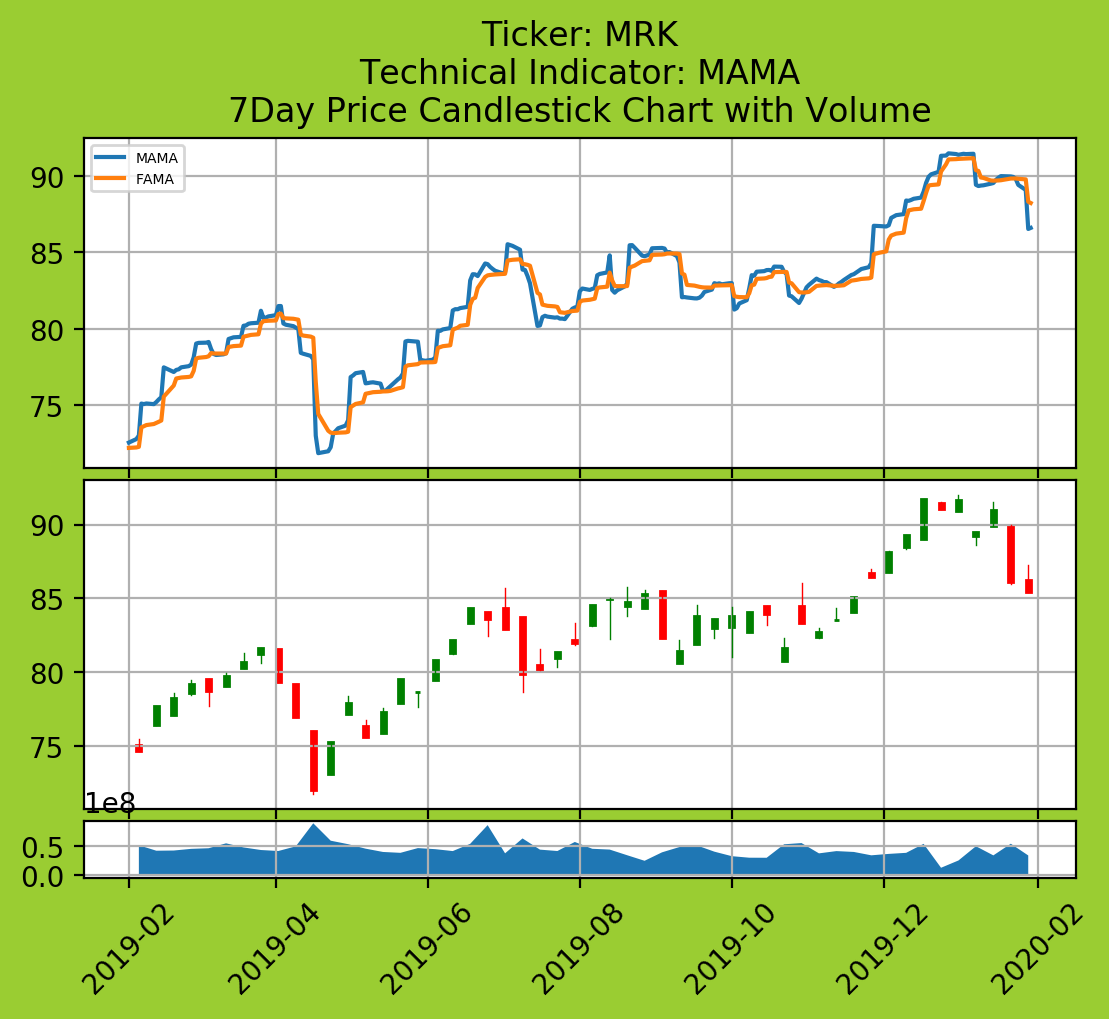 Ticker: MRK
Technical Indicator: MAMA
7Day Price Candlestick Chart with Volume
MAMA
FAMA
90
85
80
75
90
85
80
75
1e8
0.5
0.0
2019-02
2019-04
2019-06
2019-08
2019-10
2019-12
2020-02